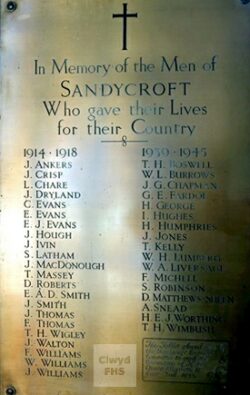 In Memory of the Men of
SANDYCROFT
Who gave their Lives
for their Country
8
1914 · 1918
J. ANKERS
J. CRISP
L. CHARE
J. DRYLAND
C. EVANS
E. EVANS
E. J. EVANS
J. HOUGH
J. IVIN
S. LATHAM
J. MACDONOUGH
T. MASSEY
D. ROBERTS
E. A. D. SMITH
J. SMITH
J. THOMAS
F. THOMAS
T. H. WIGLEY
J. WALTON
F. WILLIAMS
W. WILLIAMS
J. WILLIAMS
1939 · 1945
T. H. BOSWELL
W. L. BURROWS
J. G. CHAPMAN
G. E. FARDOE
H. GEORGE
I. HUGHES
H. HUMPHRIES
J. JONES
T. KELLY
W. H. LUMBERG
W. A. LIVERSAGE
F. MICHELL
S. ROBINSON
D. MATTHEWS
A. SNEAD
H. E. J. WORTHING
T. H. WIMBUSH
This Tablet
Clwyd
FHS